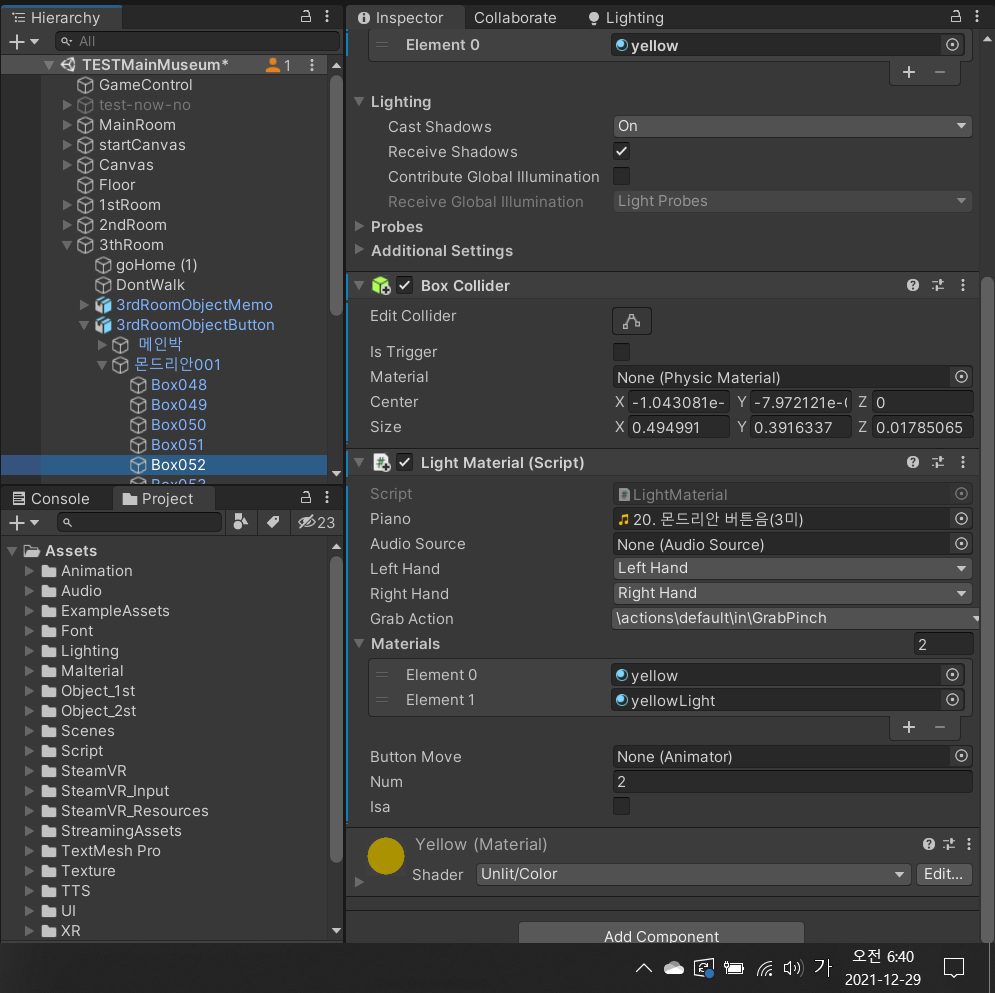 Hierarchy
All
TESTMainMuseum*
1
GameControl
test-now-no
MainRoom
startCanvas
Canvas
Floor
1stRoom
2ndRoom
3thRoom
goHome (1)
DontWalk
3rdRoomObjectMemo
3rdRoomObjectButton
메인박
몬드리안001
Box048
Box049
Box050
Box051
Box052
Console Project
23
Assets
Animation
Audio
ExampleAssets
Font
Lighting
Malterial
Object_1st
Object_2st
Scenes
Script
SteamVR
SteamVR_Input
SteamVR_Resources
StreamingAssets
TextMesh Pro
Texture
TTS
UI
XR
Inspector Collaborate Lighting
Element 0 yellow
Lighting
Cast Shadows On
Receive Shadows
Contribute Global Illumination
Receive Global Illumination Light Probes
Probes
Additional Settings
Box Collider
Edit Collider
Is Trigger
Material None (Physic Material)
Center X -1.043081e- Y -7.972121e-( Z 0
Size X 0.494991 Y 0.3916337 Z 0.01785065
Light Material (Script)
Script LightMaterial
Piano 20. 몬드리안 버튼음(3미)
Audio Source None (Audio Source)
Left Hand Left Hand
Right Hand Right Hand
Grab Action \actions\default\in\GrabPinch
Materials 2
Element 0 yellow
Element 1 yellowLight
Button Move None (Animator)
Num 2
Isa
Yellow (Material)
Shader Unlit/Color Edit...
Add Component
가 오전 6:40
2021-12-29